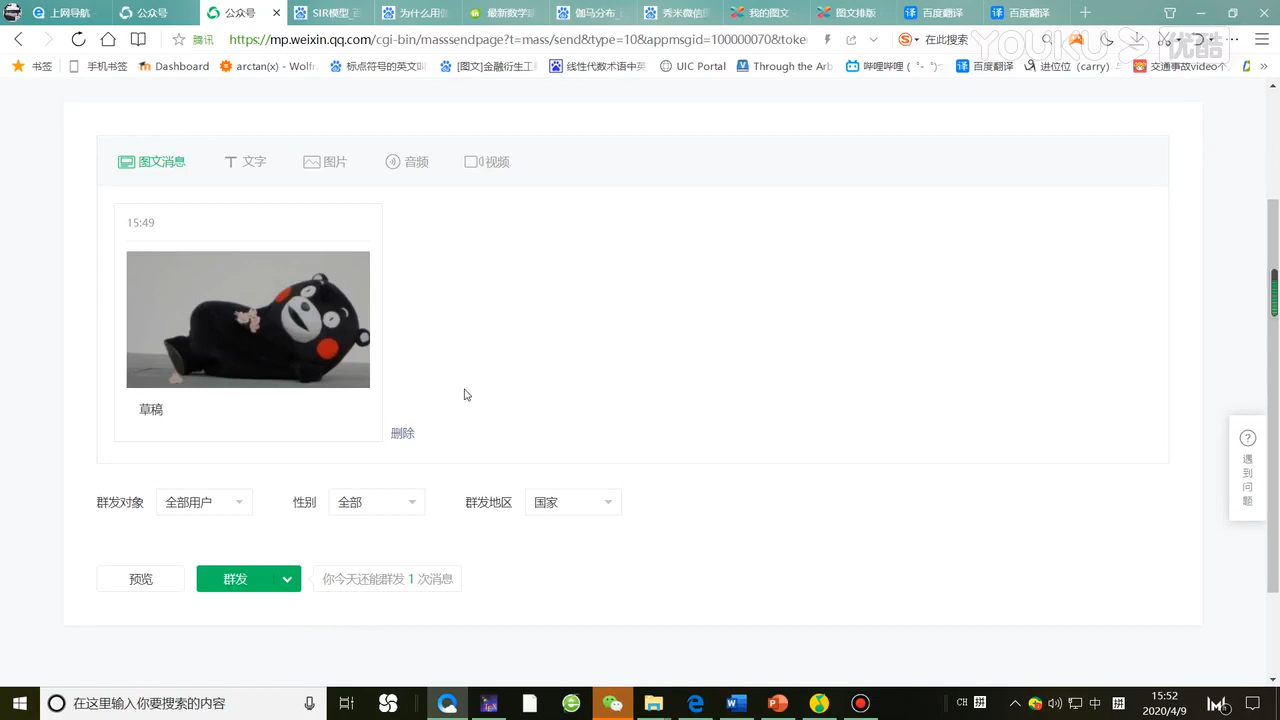 上网导航
公众号
公众号
SIR模型_百
为什么用
最新数学
伽马分布_
秀米微信
我的图文
图文排版
百度翻译
百度翻译
腾讯
https://mp.weixin.qq.com/cgi-bin/masssendpage?t=mass/send&type=10&appmsgid=100000070&toke
在此搜索
YOUKU 优酷
书签
手机书签
Dashboard
arctan(x) - Wolfr
标点符号的英文叫
[图文]金融衍生工
线性代数术语中英
UIC Portal
Through the Arb
哔哩哔哩 ( ゜- ゜)
百度翻译
进位位（carry）
交通事故video个
图文消息
文字
图片
音频
视频
15:49
草稿
删除
群发对象
全部用户
性别
全部
群发地区
国家
遇到问题
预览
群发
你今天还能群发 1 次消息
在这里输入你要搜索的内容
CH
中
15:52
2020/4/9